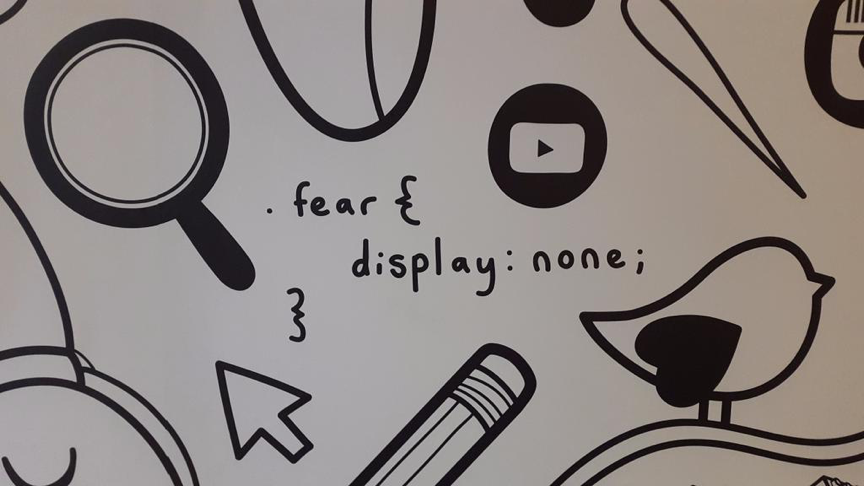 .fear {
display: none;
}